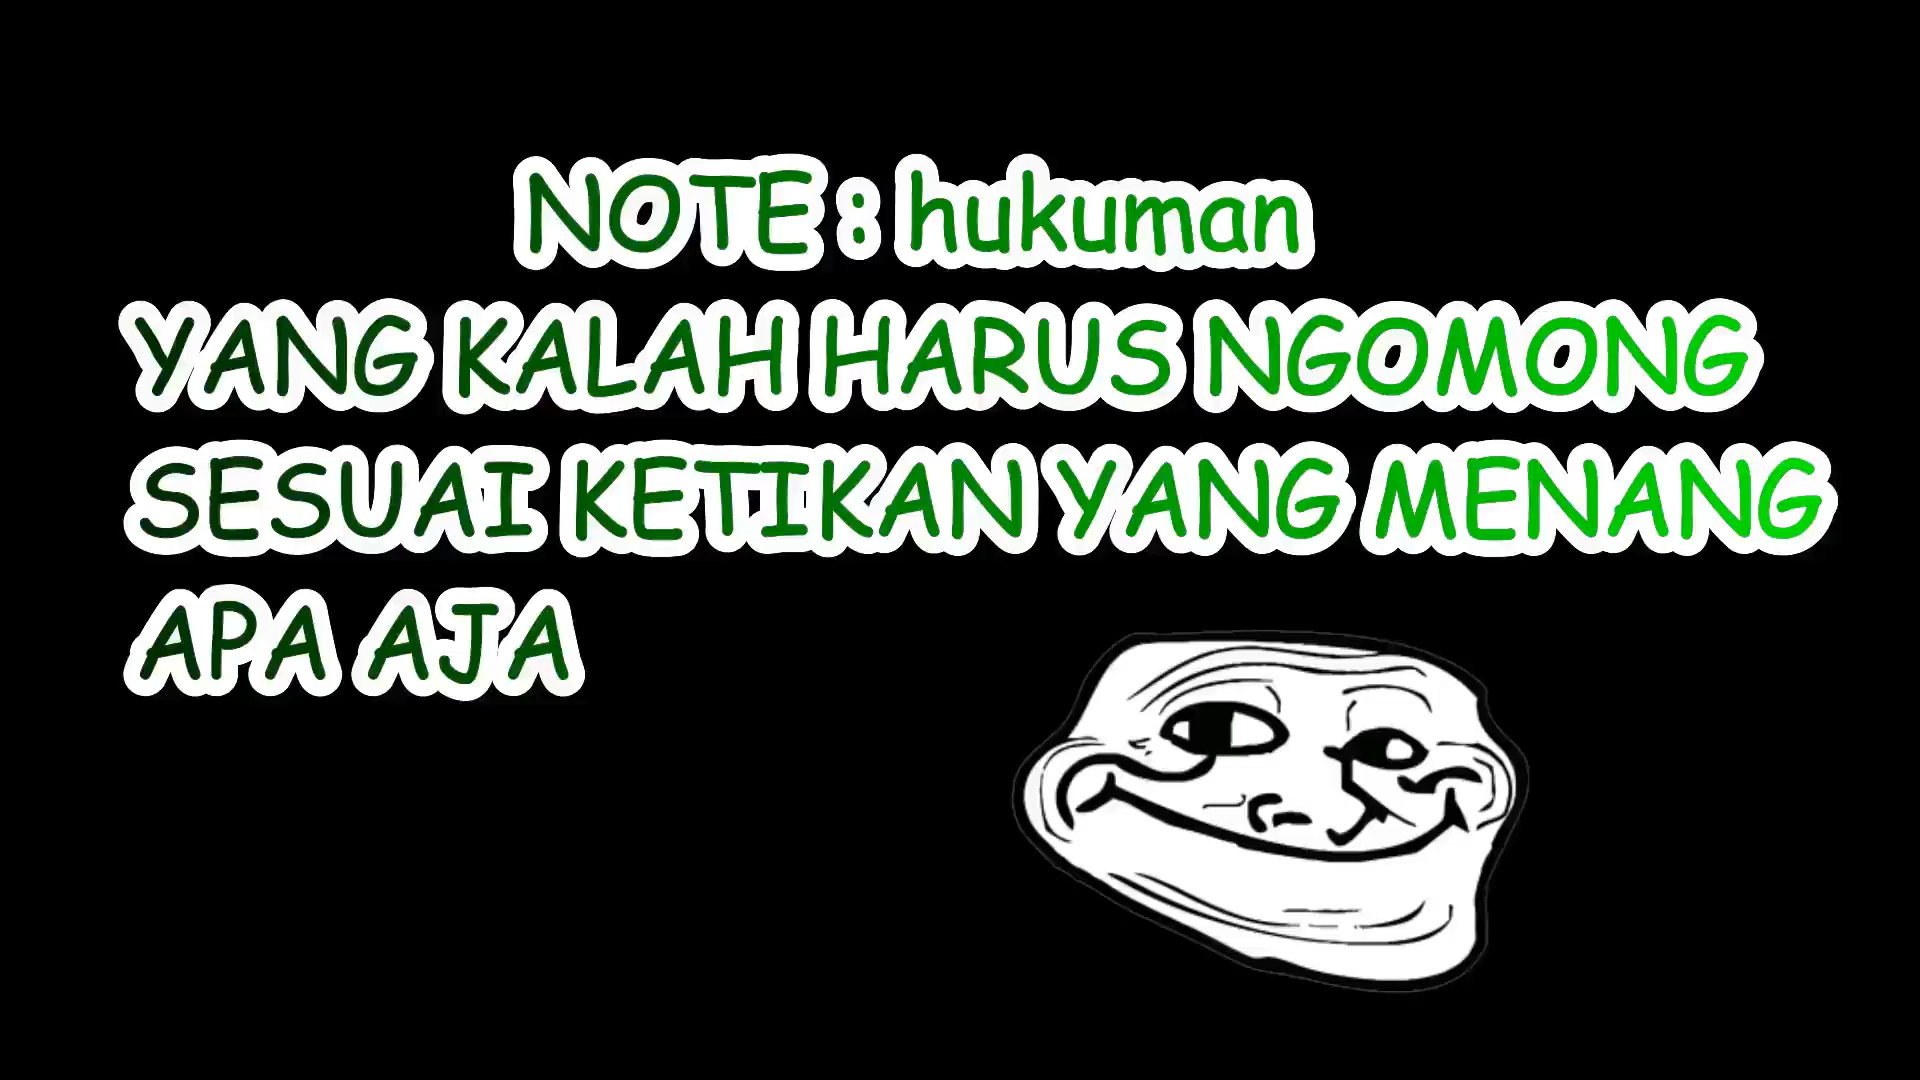 NOTE : hukuman
YANG KALAH HARUS NGOMONG
SESUAI KETIKAN YANG MENANG
APA AJA